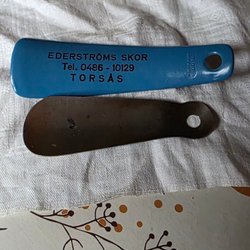 EDERSTRÖMS SKOR
Tel. 0486 - 10129
TORSÅS